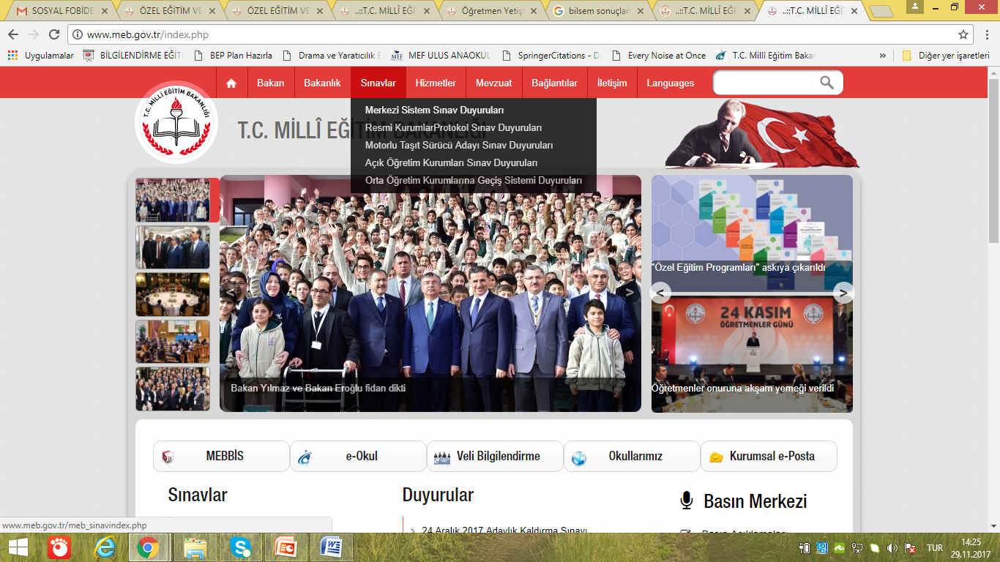 SOSYAL FOBİDE
ÖZEL EĞİTİM VE
ÖZEL EĞİTİM VE
..::T.C. MİLLÎ EĞİ
Öğretmen Yetiş
bilsem sonuçları
..::T.C. MİLLÎ EĞİ
..::T.C. MİLLÎ EĞİ
www.meb.gov.tr/index.php
Uygulamalar
BİLGİLENDİRME EĞİT
BEP Plan Hazırla
Drama ve Yaratıcılık E
MEF ULUS ANAOKUL
SpringerCitations - D
Every Noise at Once
T.C. Millî Eğitim Bakan
»
Diğer yer işaretleri
Bakan
Bakanlık
Sınavlar
Hizmetler
Mevzuat
Bağlantılar
İletişim
Languages
T.C. MİLLÎ EĞİTİM BAKANLIĞI
T.C. MİLLÎ EĞİTİM BAKANLIĞI
Merkezi Sistem Sınav Duyuruları
Resmi KurumlarProtokol Sınav Duyuruları
Motorlu Taşıt Sürücü Adayı Sınav Duyuruları
Açık Öğretim Kurumları Sınav Duyuruları
Orta Öğretim Kurumlarına Geçiş Sistemi Duyuruları
< >
Bakan Yılmaz ve Bakan Eroğlu fidan dikti
"Özel Eğitim Programları" askıya çıkarıldı
< >
24 KASIM
ÖĞRETMENLER GÜNÜ
Öğretmenler onuruna akşam yemeği verildi
MEBBİS
e-Okul
Veli Bilgilendirme
Okullarımız
Kurumsal e-Posta
Sınavlar
Duyurular
Basın Merkezi
24 Aralık 2017 Adaylık Kaldırma Sınavı
Basın Açıklamaları
www.meb.gov.tr/meb_sinavindex.php
TUR
14:25
29.11.2017